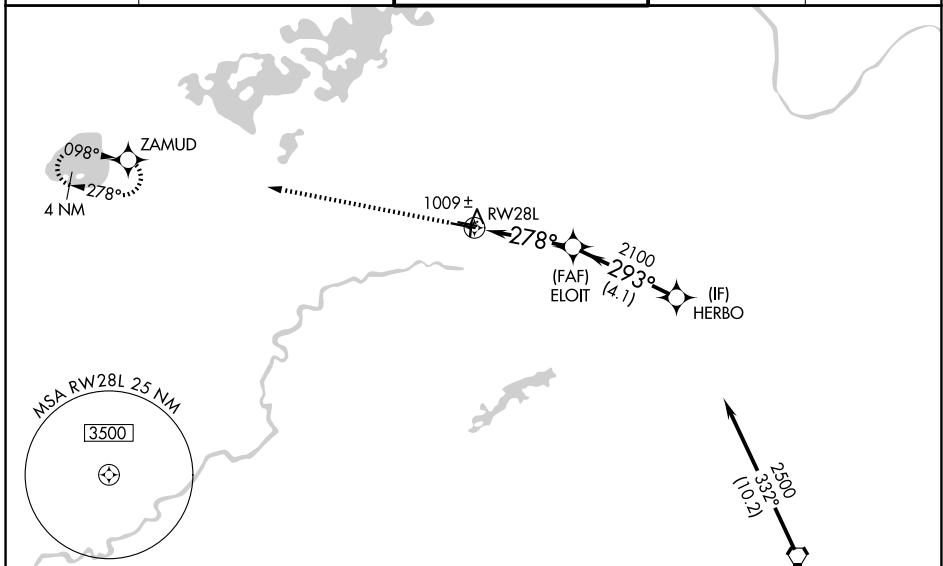 098°
ZAMUD
278°
4 NM
1009±
RW28L
278°
(FAF)
ELOIT
2100
293°
(4.1)
(IF)
HERBO
MSA RW28L 25 NM
3500
2500
332°
(10.2)